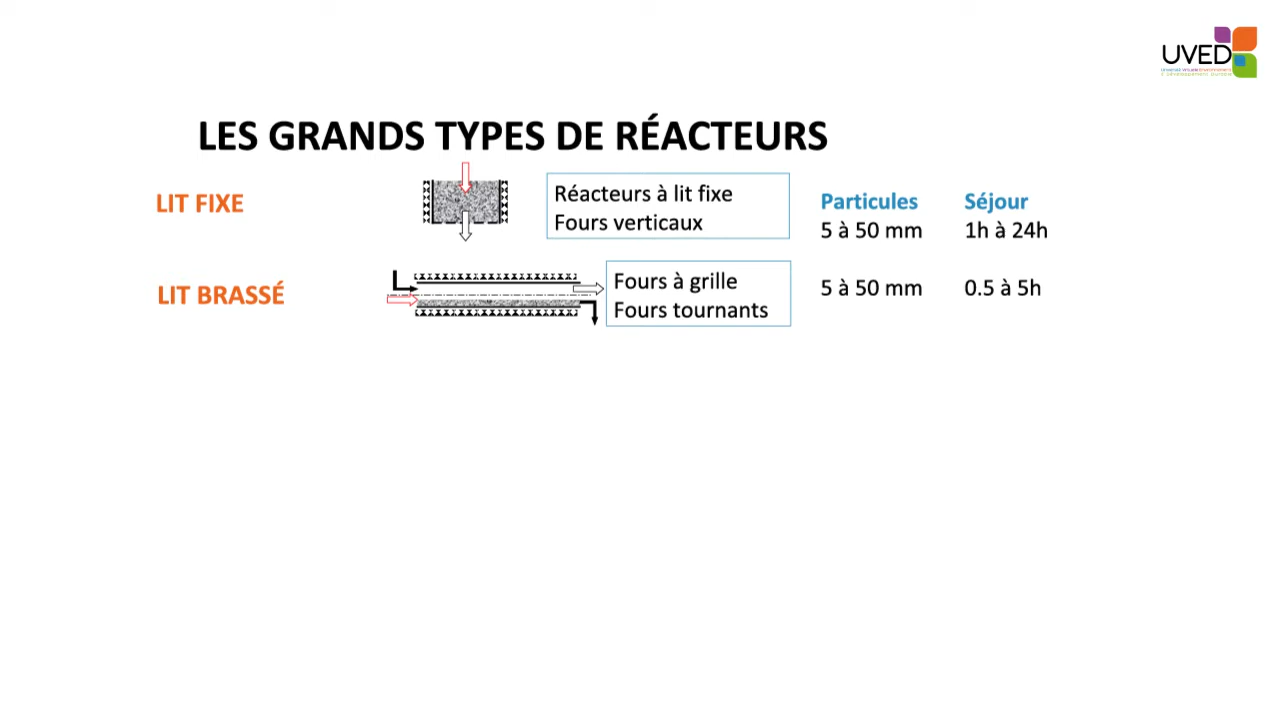 UVED
LES GRANDS TYPES DE RÉACTEURS
LIT FIXE
Réacteurs à lit fixe
Fours verticaux
Particules
Séjour
5 à 50 mm
1h à 24h
LIT BRASSÉ
Fours à grille
Fours tournants
5 à 50 mm
0.5 à 5h